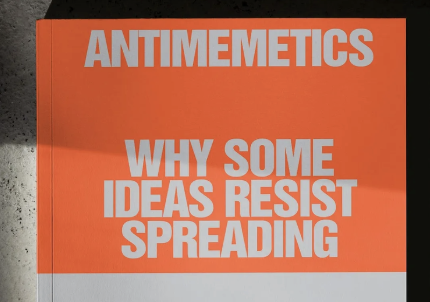 ANTIMEMETICS
WHY SOME
IDEAS RESIST
SPREADING